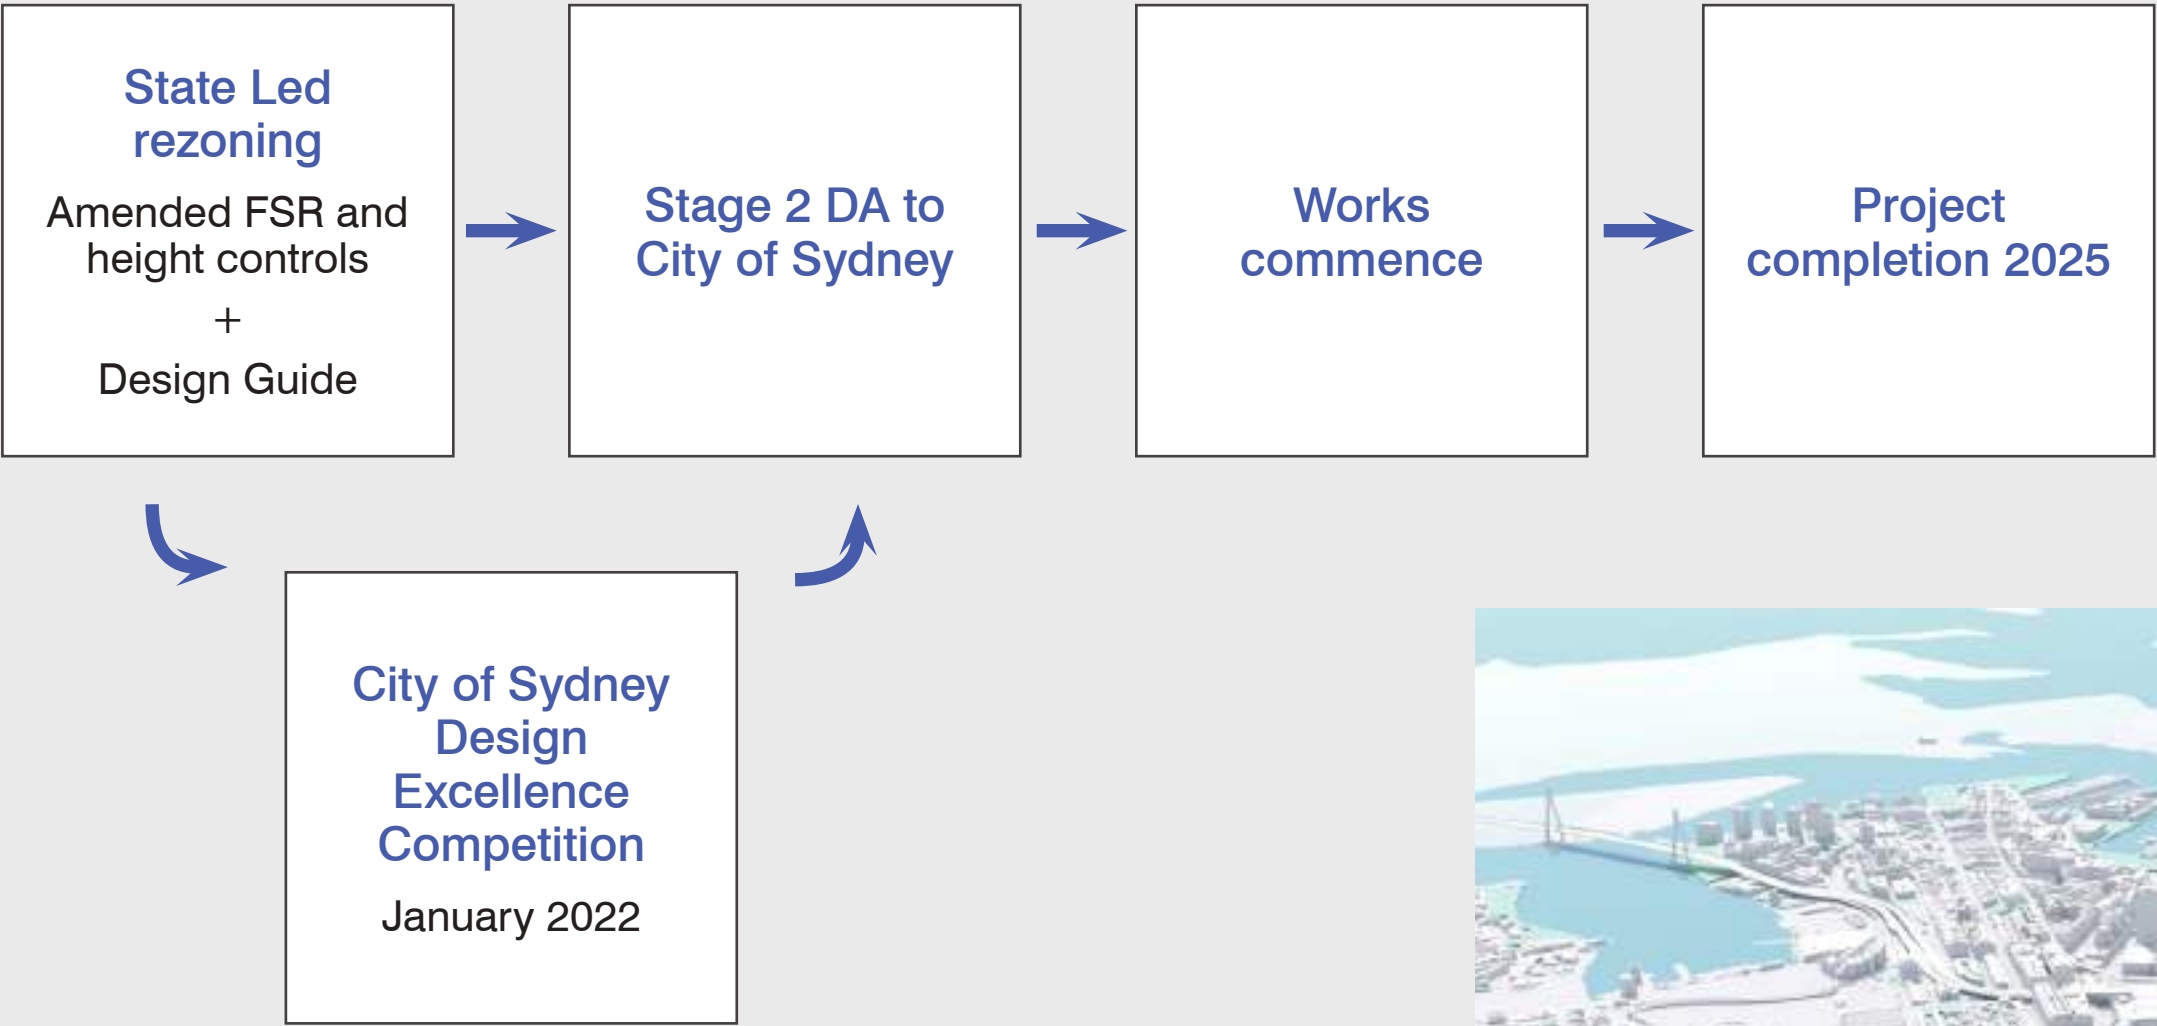 State Led
rezoning
Amended FSR and
height controls
+
Design Guide
Stage 2 DA to
City of Sydney
Works
commence
Project
completion 2025
City of Sydney
Design
Excellence
Competition
January 2022